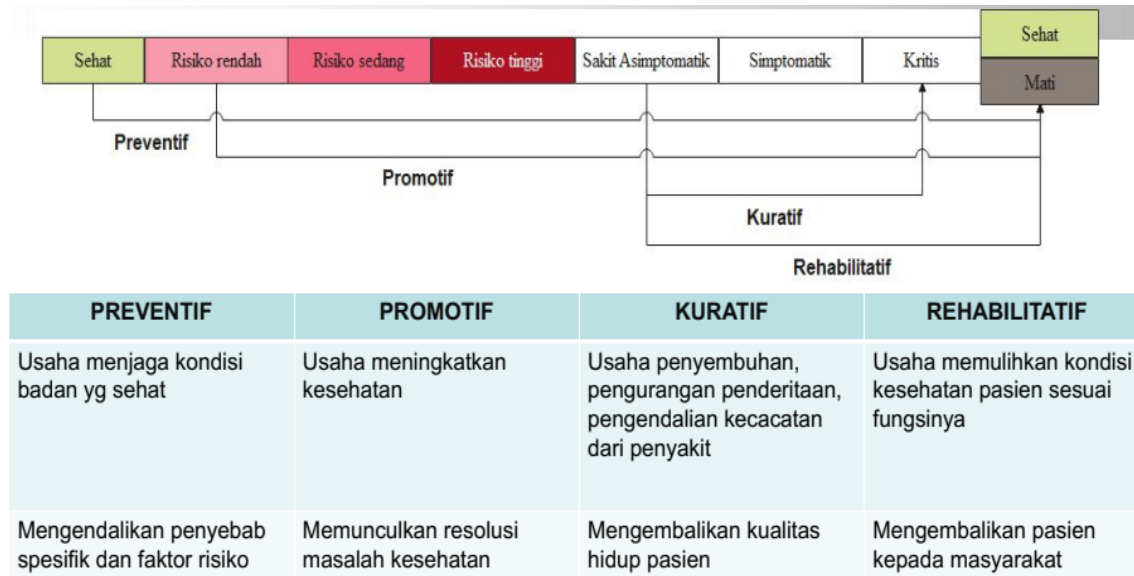 Sehat
Risiko rendah
Risiko sedang
Risiko tinggi
Sakit Asimptomatik
Simptomatik
Kritis
Sehat
Mati
Preventif
Promotif
Kuratif
Rehabilitatif
PREVENTIF
PROMOTIF
KURATIF
REHABILITATIF
Usaha menjaga kondisi
badan yg sehat
Usaha meningkatkan
kesehatan
Usaha penyembuhan,
pengurangan penderitaan,
pengendalian kecacatan
dari penyakit
Usaha memulihkan kondisi
kesehatan pasien sesuai
fungsinya
Mengendalikan penyebab
spesifik dan faktor risiko
Memunculkan resolusi
masalah kesehatan
Mengembalikan kualitas
hidup pasien
Mengembalikan pasien
kepada masyarakat